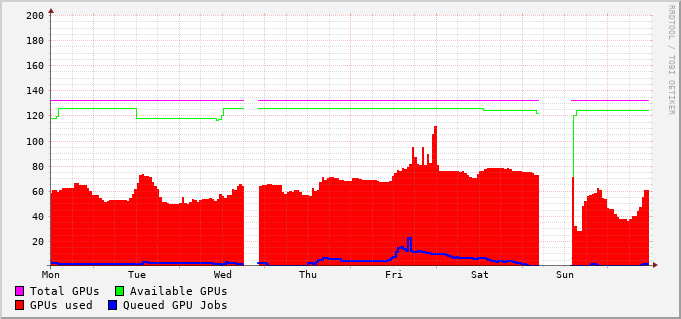 200
180
160
140
120
100
80
60
40
20
Mon Tue Wed Thu Fri Sat Sun
Total GPUs Available GPUs
GPUs used Queued GPU Jobs
RRDTOOL / TOBI OETIKER